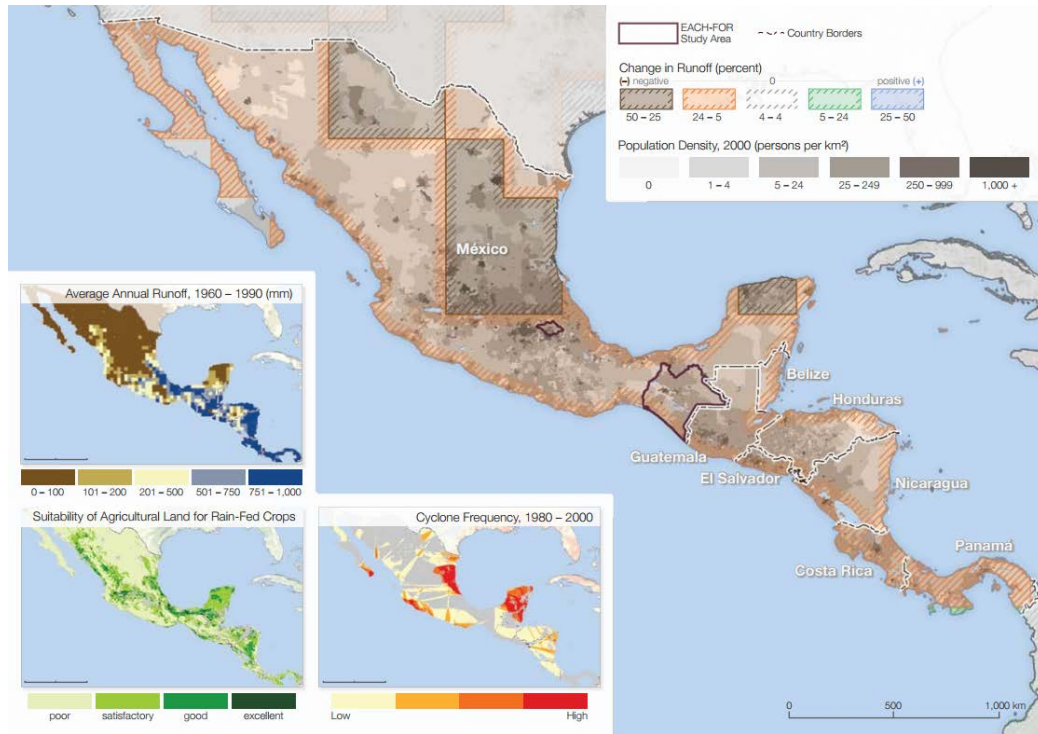 EACH-FOR
Study Area
Country Borders
Change in Runoff (percent)
(-) negative
0
positive (+)
50 – 25
24 – 5
4 – 4
5 – 24
25 – 50
Population Density, 2000 (persons per km²)
0
1 – 4
5 – 24
25 – 249
250 – 999
1,000 +
México
Belize
Honduras
Guatemala
El Salvador
Nicaragua
Costa Rica
Panamá
Average Annual Runoff, 1960 – 1990 (mm)
0 – 100
101 – 200
201 – 500
501 – 750
751 – 1,000
Suitability of Agricultural Land for Rain-Fed Crops
poor
satisfactory
good
excellent
Cyclone Frequency, 1980 – 2000
Low
High
0
500
1,000 km